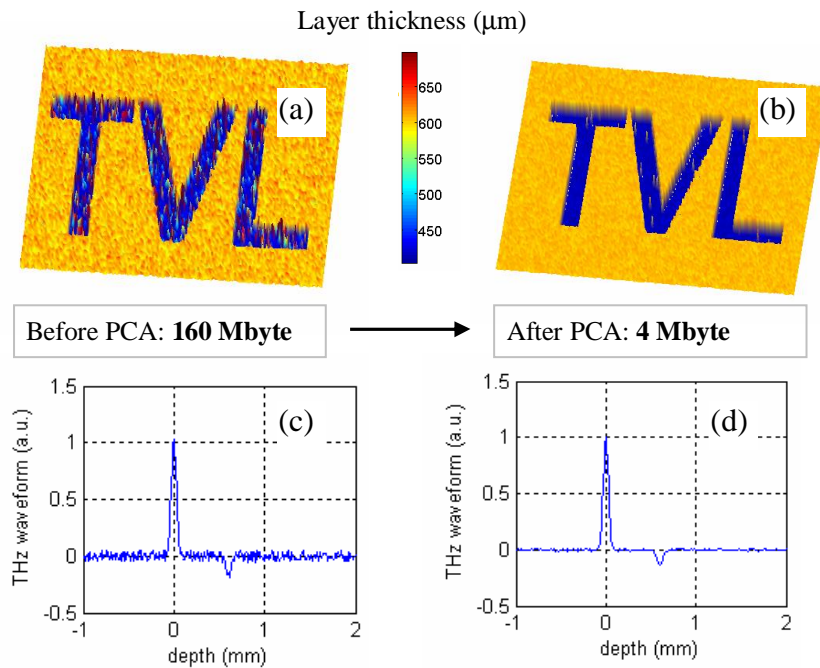 Layer thickness (μm)
TVL
(a)
650
600
550
500
450
TVL
(b)
Before PCA: 160 Mbyte
After PCA: 4 Mbyte
1.5
1
0.5
0
-0.5
THz waveform (a.u.)
(c)
-1
0
1
2
depth (mm)
1.5
1
0.5
0
-0.5
THz waveform (a.u.)
(d)
-1
0
1
2
depth (mm)